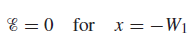 ℰ = 0 for x = −W₁